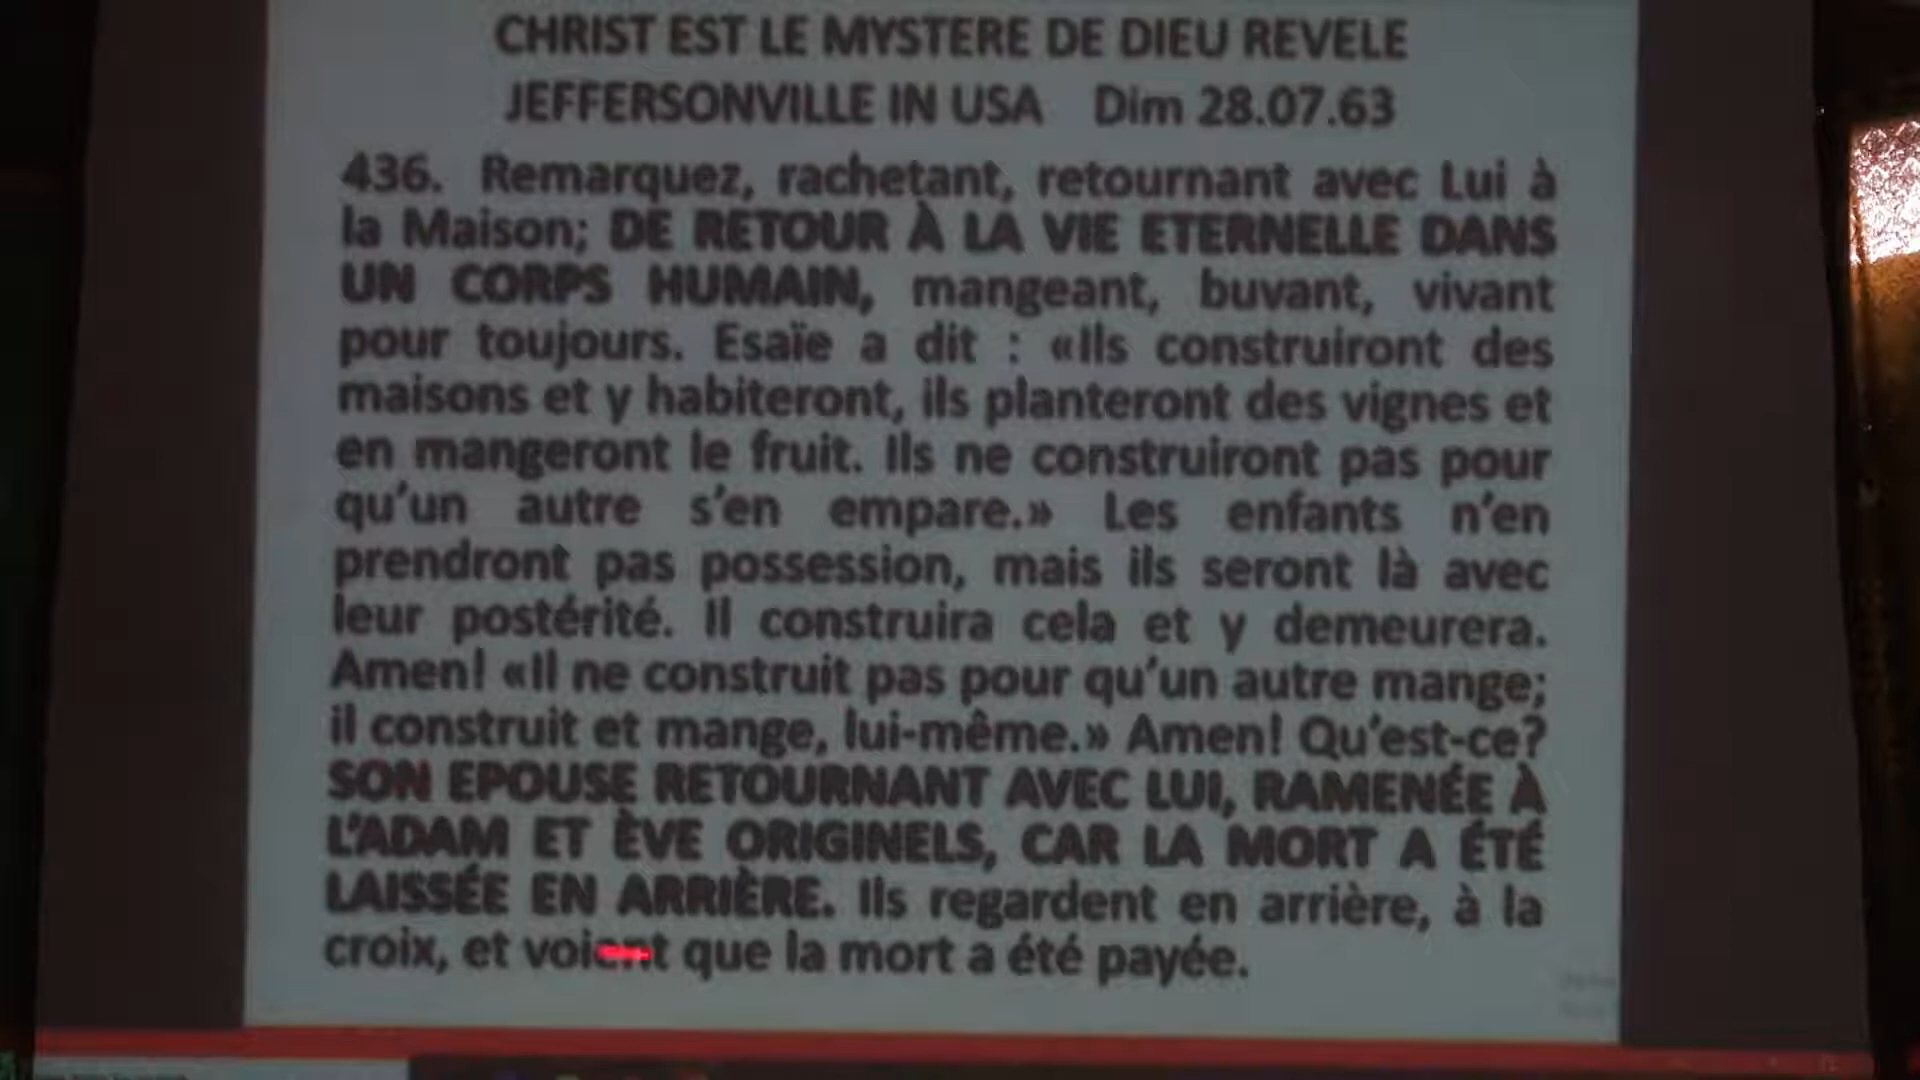 CHRIST EST LE MYSTERE DE DIEU REVELE
JEFFERSONVILLE IN USA Dim 28.07.63
436. Remarquez, rachetant, retournant avec Lui à
la Maison; DE RETOUR À LA VIE ETERNELLE DANS
UN CORPS HUMAIN, mangeant, buvant, vivant
pour toujours. Esaïe a dit : «Ils construiront des
maisons et y habiteront, ils planteront des vignes et
en mangeront le fruit. Ils ne construiront pas pour
qu'un autre s'en empare.» Les enfants n'en
prendront pas possession, mais ils seront là avec
leur postérité. Il construira cela et y demeurera.
Amen! «Il ne construit pas pour qu'un autre mange;
il construit et mange, lui-même.» Amen! Qu'est-ce?
SON EPOUSE RETOURNANT AVEC LUI, RAMENÉE À
L'ADAM ET ÈVE ORIGINELS, CAR LA MORT A ÉTÉ
LAISSÉE EN ARRIÈRE. Ils regardent en arrière, à la
croix, et voient que la mort a été payée.